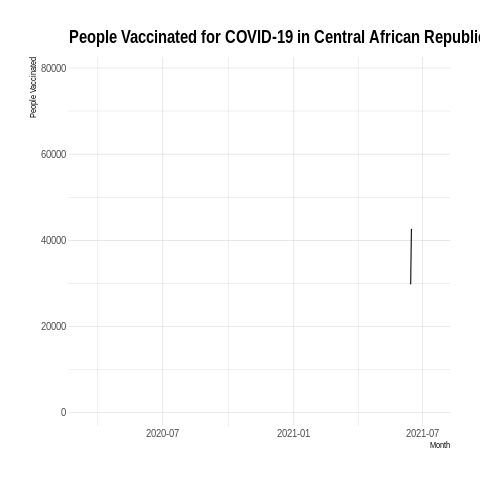 People Vaccinated for COVID-19 in Central African Republi
People Vaccinated
80000
60000
40000
20000
0
2020-07
2021-01
2021-07
Month